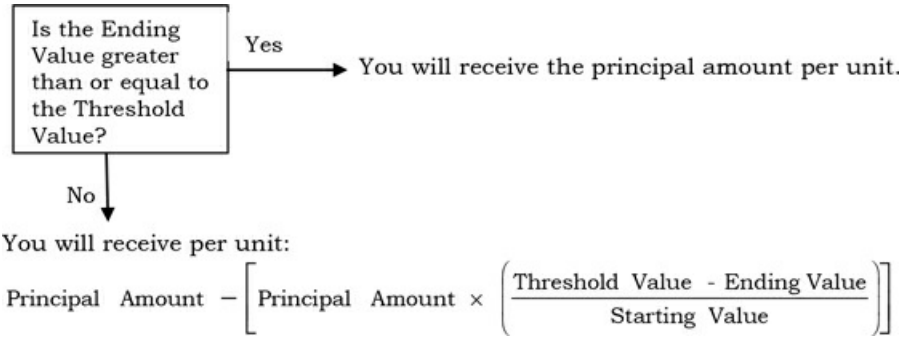 Is the Ending
Value greater
than or equal to
the Threshold
Value?
Yes
You will receive the principal amount per unit.
No
You will receive per unit:
Principal Amount − [Principal Amount × (Threshold Value - Ending Value / Starting Value)]